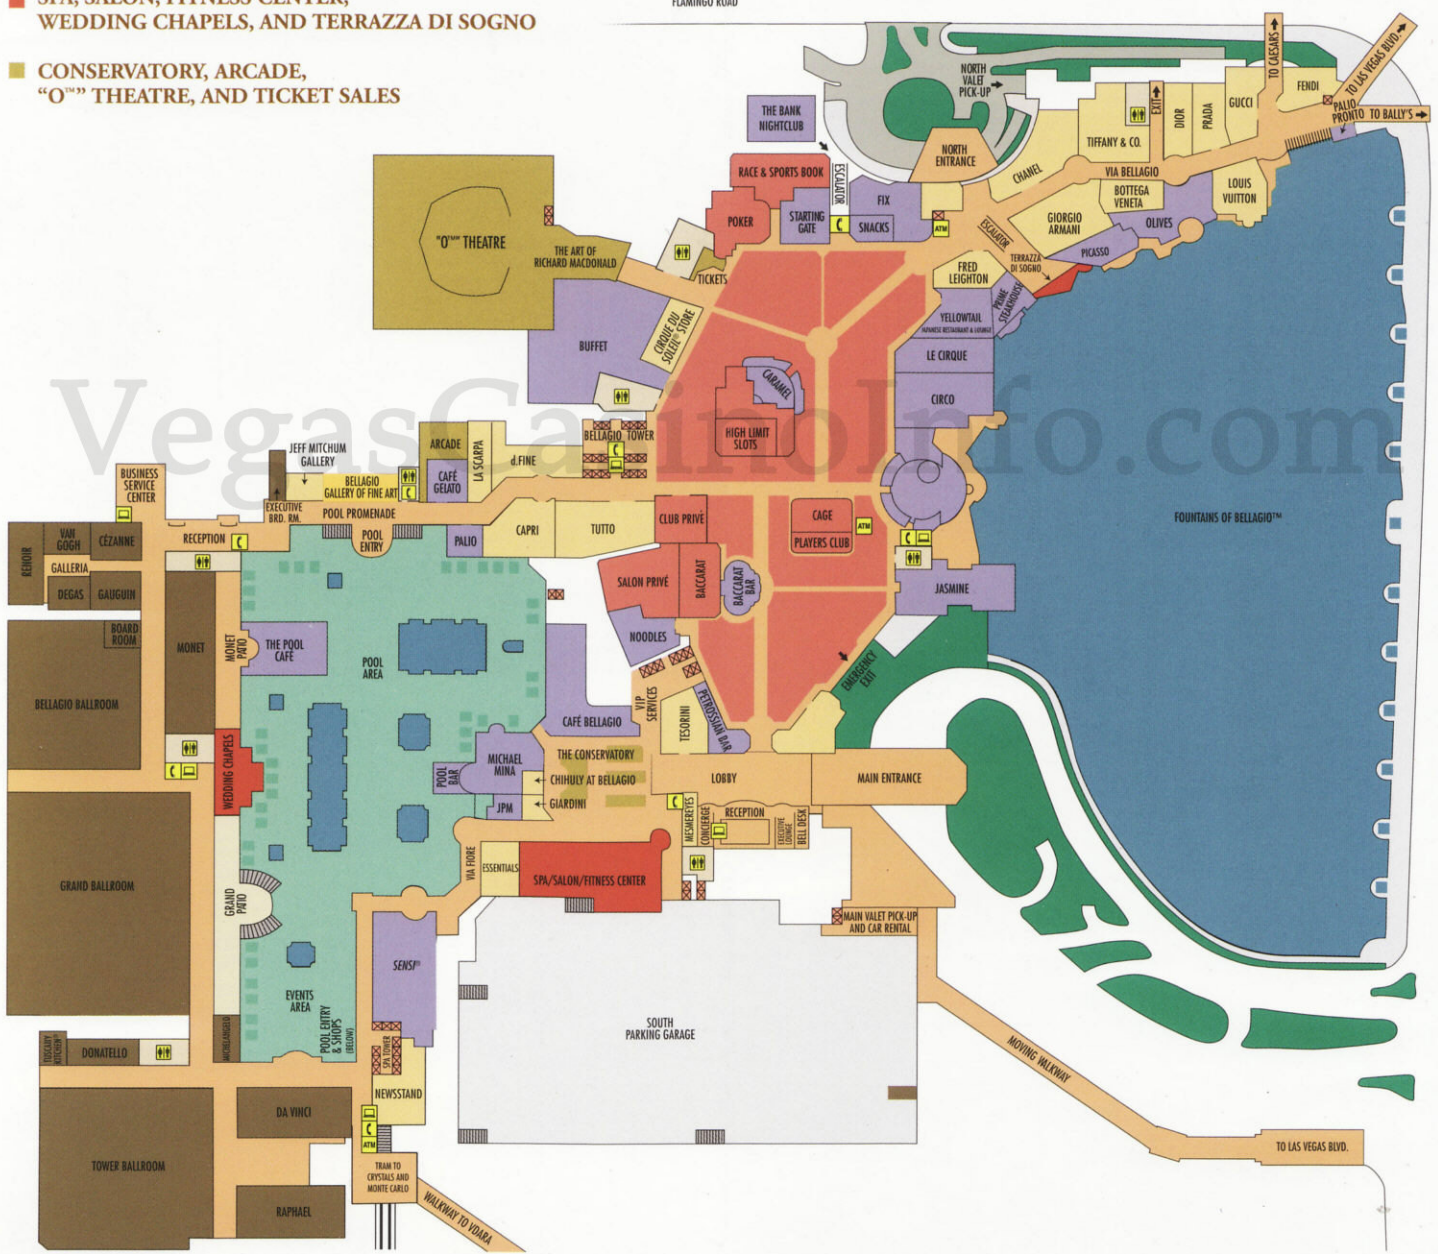 SPA, SALON, FITNESS CENTER,
WEDDING CHAPELS, AND TERRAZZA DI SOGNO
CONSERVATORY, ARCADE,
“O™” THEATRE, AND TICKET SALES
FLAMINGO ROAD
NORTH
VALET
PICK-UP
TO CAESARS
TO LAS VEGAS BLVD.
FENDI
PALIO
PRONTO
TO BALLY'S
GUCCI
PRADA
DIOR
EXIT
TIFFANY & CO.
THE BANK
NIGHTCLUB
NORTH
ENTRANCE
CHANEL
VIA BELLAGIO
LOUIS
VUITTON
BOTTEGA
VENETA
OLIVES
GIORGIO
ARMANI
PICASSO
ESCALATOR
TERRAZZA
DI SOGNO
RACE & SPORTS BOOK
ESCALATOR
FIX
SNACKS
ATM
STARTING
GATE
POKER
TICKETS
"O™" THEATRE
THE ART OF
RICHARD MACDONALD
FRED
LEIGHTON
PRIME
STEAKHOUSE
YELLOWTAIL
JAPANESE RESTAURANT & LOUNGE
LE CIRQUE
CIRCO
BUFFET
CIRQUE DU
SOLEIL® STORE
CARAMEL
HIGH LIMIT
SLOTS
VegasCasinoInfo.com
BELLAGIO TOWER
ARCADE
CAFÉ
GELATO
LA SCARPA
d.FINE
JEFF MITCHUM
GALLERY
BELLAGIO
GALLERY OF FINE ART
BUSINESS
SERVICE
CENTER
EXECUTIVE
BRD. RM.
POOL PROMENADE
POOL
ENTRY
PALIO
CAPRI
TUTTO
CLUB PRIVÉ
CAGE
PLAYERS CLUB
ATM
FOUNTAINS OF BELLAGIO™
RENOIR
VAN
GOGH
CÉZANNE
RECEPTION
GALLERIA
DEGAS
GAUGUIN
SALON PRIVÉ
BACCARAT
BACCARAT
BAR
JASMINE
BOARD
ROOM
MONET
MONET
PATIO
THE POOL
CAFÉ
POOL
AREA
NOODLES
EMERGENCY
EXIT
BELLAGIO BALLROOM
VIP
SERVICES
CAFÉ BELLAGIO
TESORINI
PETROSSIAN BAR
WEDDING CHAPELS
POOL
BAR
MICHAEL
MINA
THE CONSERVATORY
CHIHULY AT BELLAGIO
GIARDINI
JPM
LOBBY
MAIN ENTRANCE
MESMEREYES
CONCIERGE
RECEPTION
EXECUTIVE
LOUNGE
BELL DESK
GRAND BALLROOM
GRAND
PATIO
VIA FIORE
ESSENTIALS
SPA/SALON/FITNESS CENTER
MAIN VALET PICK-UP
AND CAR RENTAL
SENSI®
EVENTS
AREA
POOL ENTRY
& SHOPS
(BELOW)
SOUTH
PARKING GARAGE
MICHELANGELO
TUSCANY
KITCHEN™
DONATELLO
SPA TOWER
NEWSSTAND
MOVING WALKWAY
DA VINCI
ATM
TOWER BALLROOM
TRAM TO
CRYSTALS AND
MONTE CARLO
TO LAS VEGAS BLVD.
RAPHAEL
WALKWAY TO VDARA